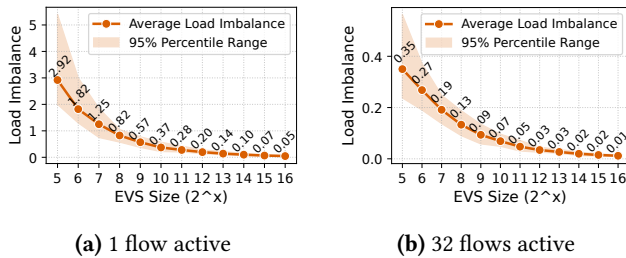 Average Load Imbalance
95% Percentile Range
Load Imbalance
5
4
3
2
1
0
2.92
1.82
1.25
0.82
0.57
0.37
0.28
0.20
0.14
0.10
0.07
0.05
5 6 7 8 9 10 11 12 13 14 15 16
EVS Size (2^x)
(a) 1 flow active
Average Load Imbalance
95% Percentile Range
Load Imbalance
0.4
0.2
0.0
0.35
0.27
0.19
0.13
0.09
0.07
0.05
0.03
0.03
0.02
0.02
0.01
5 6 7 8 9 10 11 12 13 14 15 16
EVS Size (2^x)
(b) 32 flows active